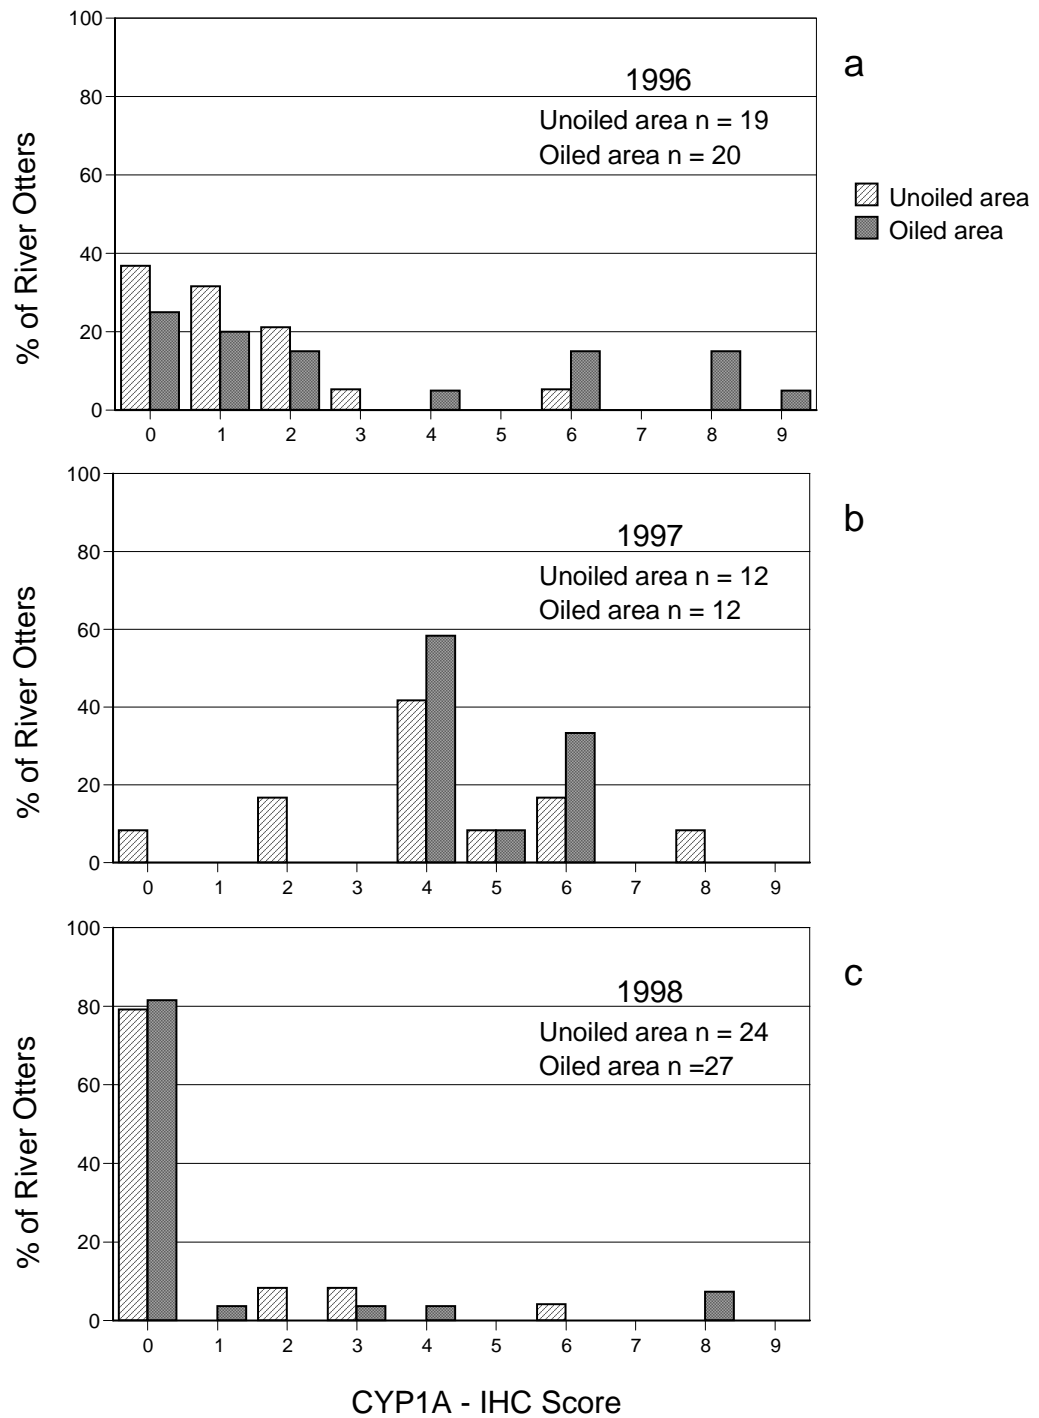 100
80
60
40
20
0
% of River Otters
1996
Unoiled area n = 19
Oiled area n = 20
a
Unoiled area
Oiled area
0 1 2 3 4 5 6 7 8 9
100
80
60
40
20
0
% of River Otters
1997
Unoiled area n = 12
Oiled area n = 12
b
0 1 2 3 4 5 6 7 8 9
100
80
60
40
20
0
% of River Otters
1998
Unoiled area n = 24
Oiled area n =27
c
0 1 2 3 4 5 6 7 8 9
CYP1A - IHC Score